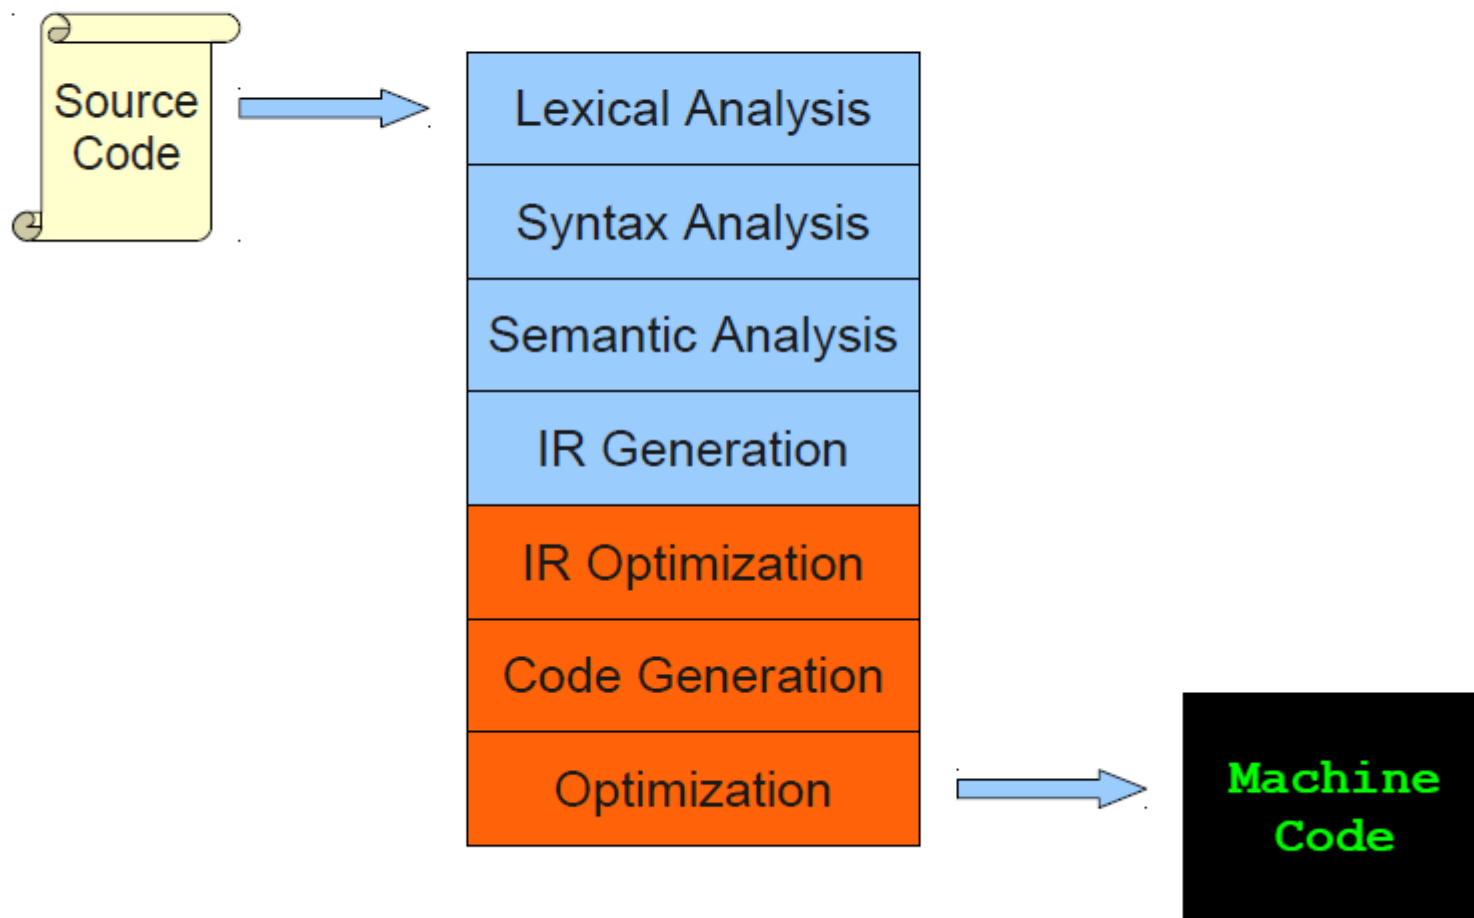 Source
Code
Lexical Analysis
Syntax Analysis
Semantic Analysis
IR Generation
IR Optimization
Code Generation
Optimization
Machine
Code